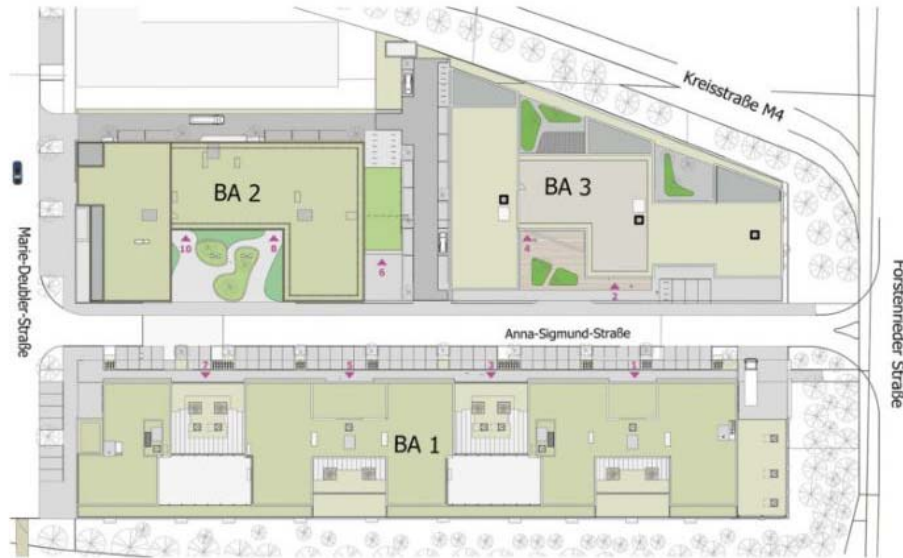 Kreisstraße M4
BA 2
BA 3
10
8
6
4
2
Marie-Deubler-Straße
Forstenrieder Straße
Anna-Sigmund-Straße
7
5
3
1
BA 1